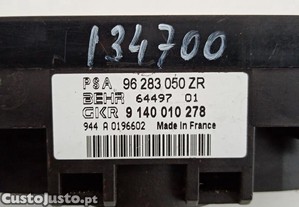 134700
PSA 96 283 050 ZR
BEHR 64497 01
GKR 9 140 010 278
944 A 0196602 Made in France
CustoJusto.pt